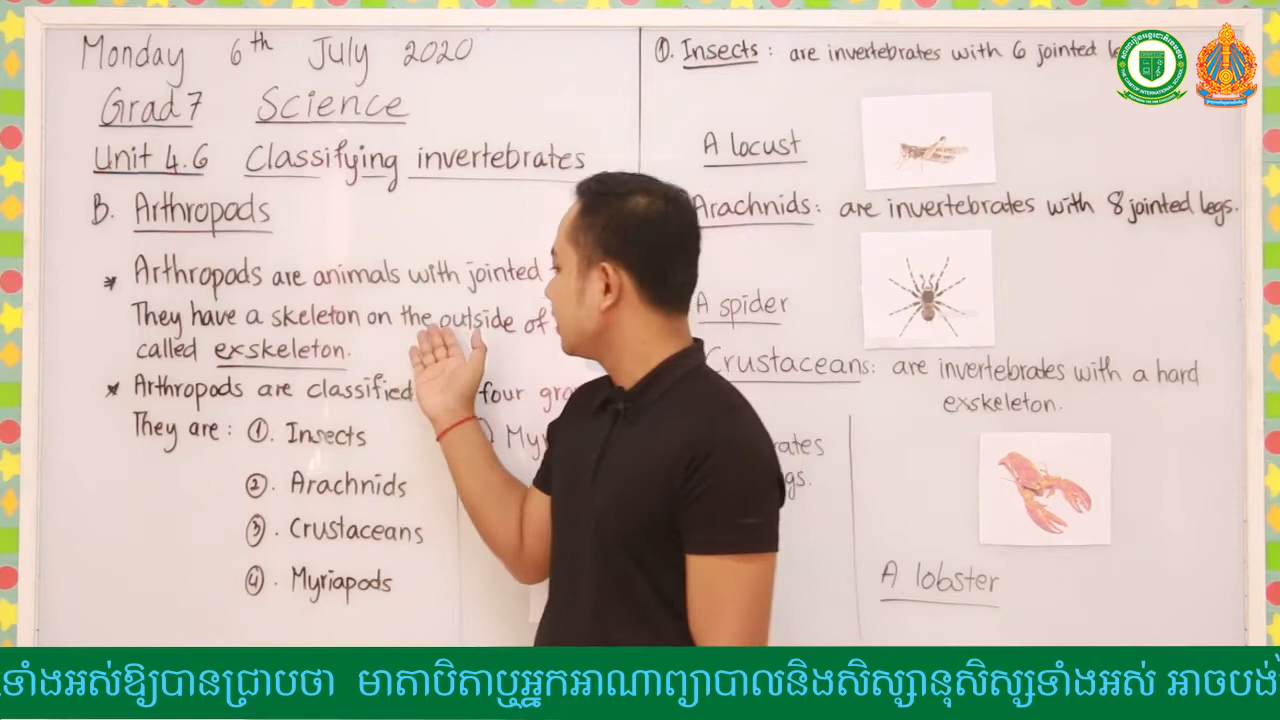 Monday 6th July 2020
Grad 7 Science
Unit 4.6 Classifying invertebrates
B. Arthropods
* Arthropods are animals with jointed
They have a skeleton on the outside of
called exskeleton.
* Arthropods are classified four gro
They are : ①. Insects
②. Arachnids
③. Crustaceans
④. Myriapods
①. Insects : are invertebrates with 6 jointed
A locust
Arachnids : are invertebrates with 8 jointed legs.
A spider
Crustaceans : are invertebrates with a hard
exskeleton.
A lobster
ទាំងអស់ឱ្យបានជ្រាបថា មាតាបិតាឬអ្នកអាណាព្យាបាលនិងសិស្សានុសិស្សទាំងអស់ អាចបង់